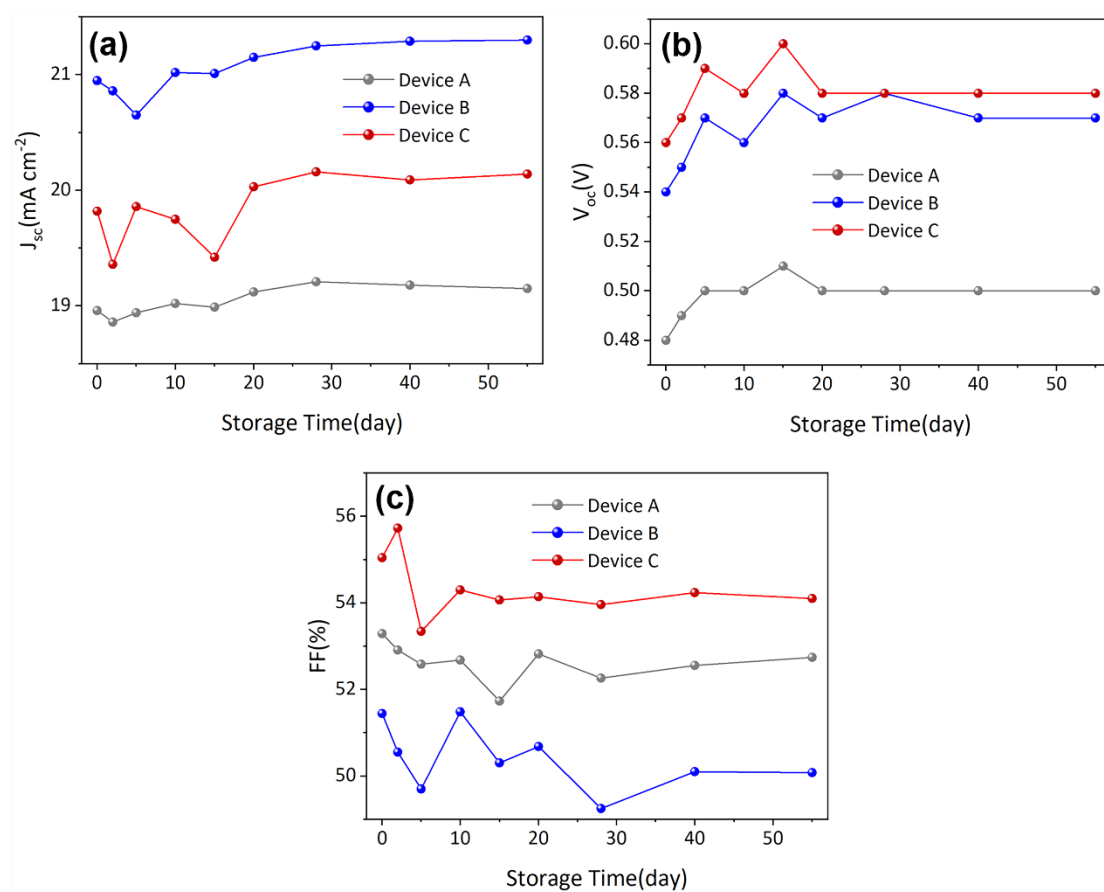 (a)
21
20
19
J_sc(mA cm⁻²)
Device A
Device B
Device C
0 10 20 30 40 50
Storage Time(day)
(b)
0.60
0.58
0.56
0.54
0.52
0.50
0.48
V_oc(V)
Device A
Device B
Device C
0 10 20 30 40 50
Storage Time(day)
(c)
56
54
52
50
FF(%)
Device A
Device B
Device C
0 10 20 30 40 50
Storage Time(day)